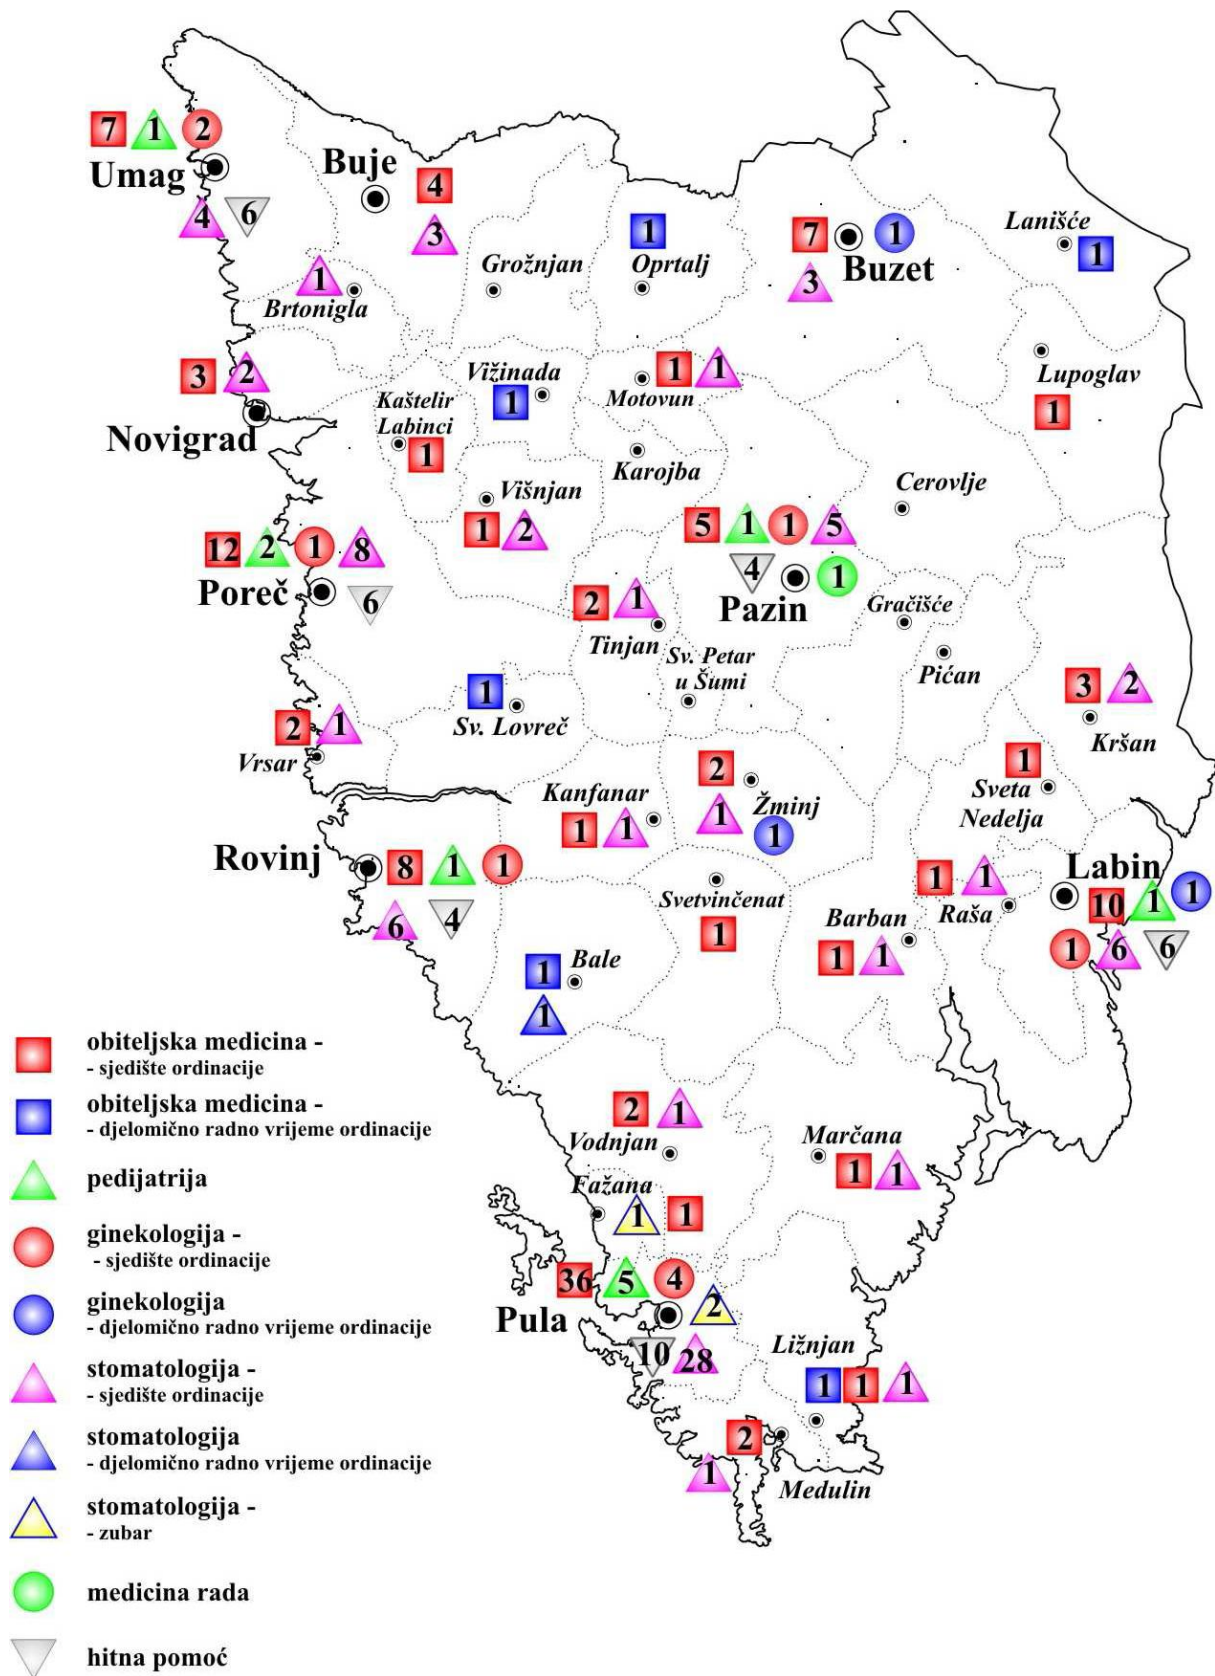 7 1 2
Umag
4 6
Buje
4
3
1
Brtonigla
Grožnjan
1
Oprtalj
7 1
Buzet
3
Lanišće
1
3 2
Novigrad
Vižinada
1
1 1
Motovun
Lupoglav
1
Kaštelir
Labinci
1
Karojba
Višnjan
1 2
Cerovlje
12 2 1 8
Poreč
6
5 1 1 5
4 1
Pazin
2 1
Tinjan
Sv. Petar
u Šumi
Gračišće
Pićan
1
Sv. Lovreč
2 1
Vrsar
3 2
Kršan
1
Sveta
Nedelja
2
Žminj
1 1
Kanfanar
1 1
Rovinj
8 1 1
6 4
Svetvinčenat
1
Barban
1 1
1 1
Raša
Labin
10 1 1
1 6 6
1
Bale
1
2 1
Vodnjan
Marčana
1 1
Fažana
1 1
36 5 4
Pula
2
10 28
Ližnjan
1 1 1
2
1
Medulin
obiteljska medicina -
- sjedište ordinacije
obiteljska medicina -
- djelomično radno vrijeme ordinacije
pedijatrija
ginekologija -
- sjedište ordinacije
ginekologija
- djelomično radno vrijeme ordinacije
stomatologija -
- sjedište ordinacije
stomatologija
- djelomično radno vrijeme ordinacije
stomatologija -
- zubar
medicina rada
hitna pomoć